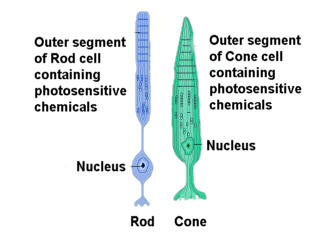 Outer segment
of Rod cell
containing
photosensitive
chemicals
Outer segment
of Cone cell
containing
photosensitive
chemicals
Nucleus
Nucleus
Rod
Cone